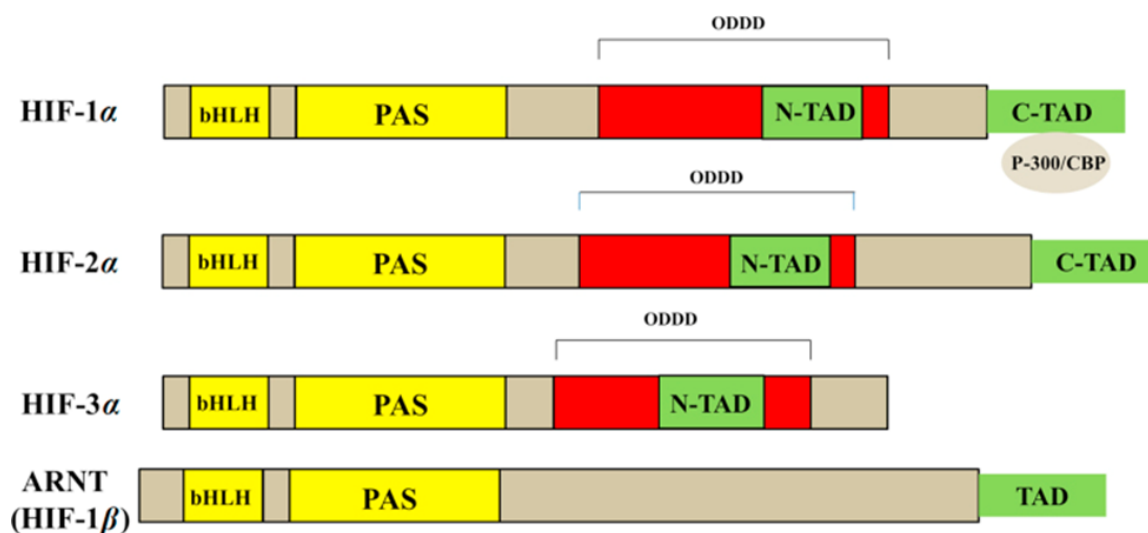 ODDD
HIF-1α bHLH PAS N-TAD C-TAD
P-300/CBP
ODDD
HIF-2α bHLH PAS N-TAD C-TAD
ODDD
HIF-3α bHLH PAS N-TAD
ARNT
(HIF-1β) bHLH PAS TAD